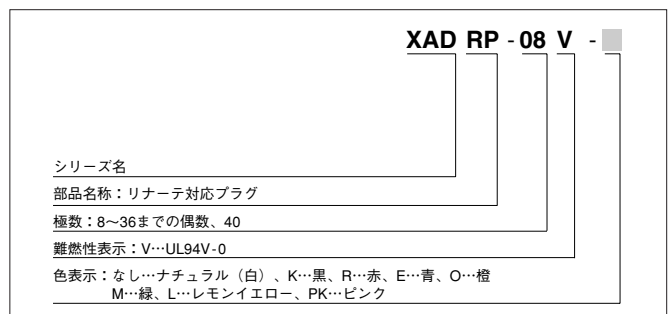 XAD RP - 08 V -
シリーズ名
部品名称：リナーテ対応プラグ
極数：8～36までの偶数、40
難燃性表示：V…UL94V-0
色表示：なし…ナチュラル（白）、K…黒、R…赤、E…青、O…橙
M…緑、L…レモンイエロー、PK…ピンク